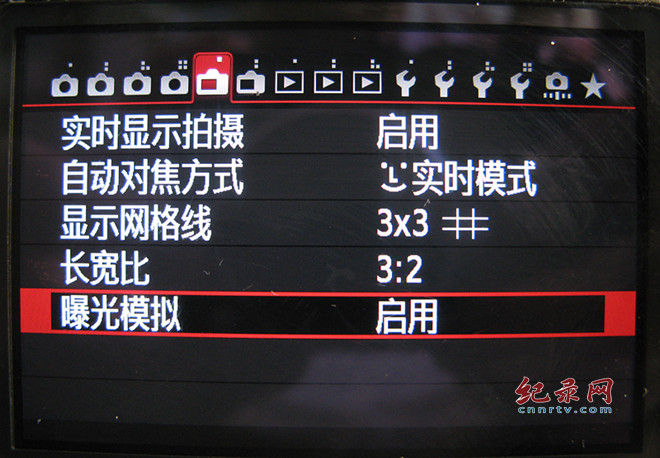 实时显示拍摄 启用
自动对焦方式 实时模式
显示网格线 3x3
长宽比 3:2
曝光模拟 启用
纪录网
cnnrtv.com